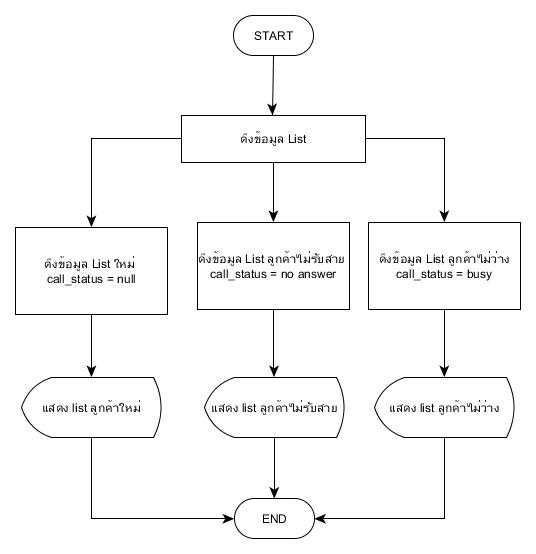 START
ดึงข้อมูล List
ดึงข้อมูล List ใหม่
call_status = null
ดึงข้อมูล List ลูกค้าไม่รับสาย
call_status = no answer
ดึงข้อมูล List ลูกค้าไม่ว่าง
call_status = busy
แสดง list ลูกค้าใหม่
แสดง list ลูกค้าไม่รับสาย
แสดง list ลูกค้าไม่ว่าง
END